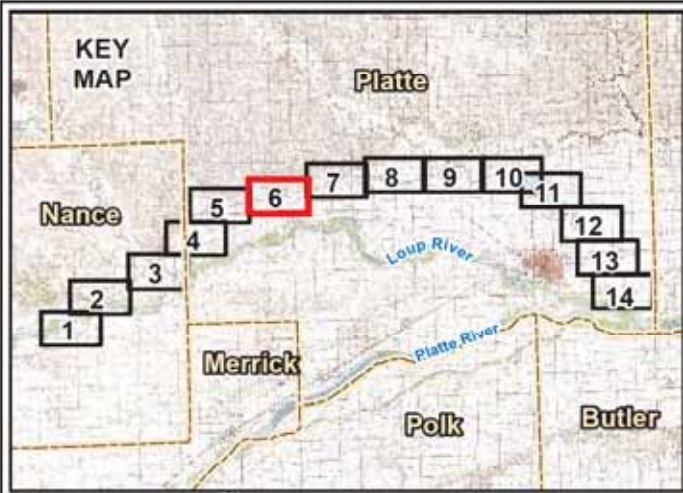 KEY
MAP
Platte
Nance
1
2
3
4
5
6
7
8
9
10
11
12
13
14
Loup River
Merrick
Platte River
Polk
Butler